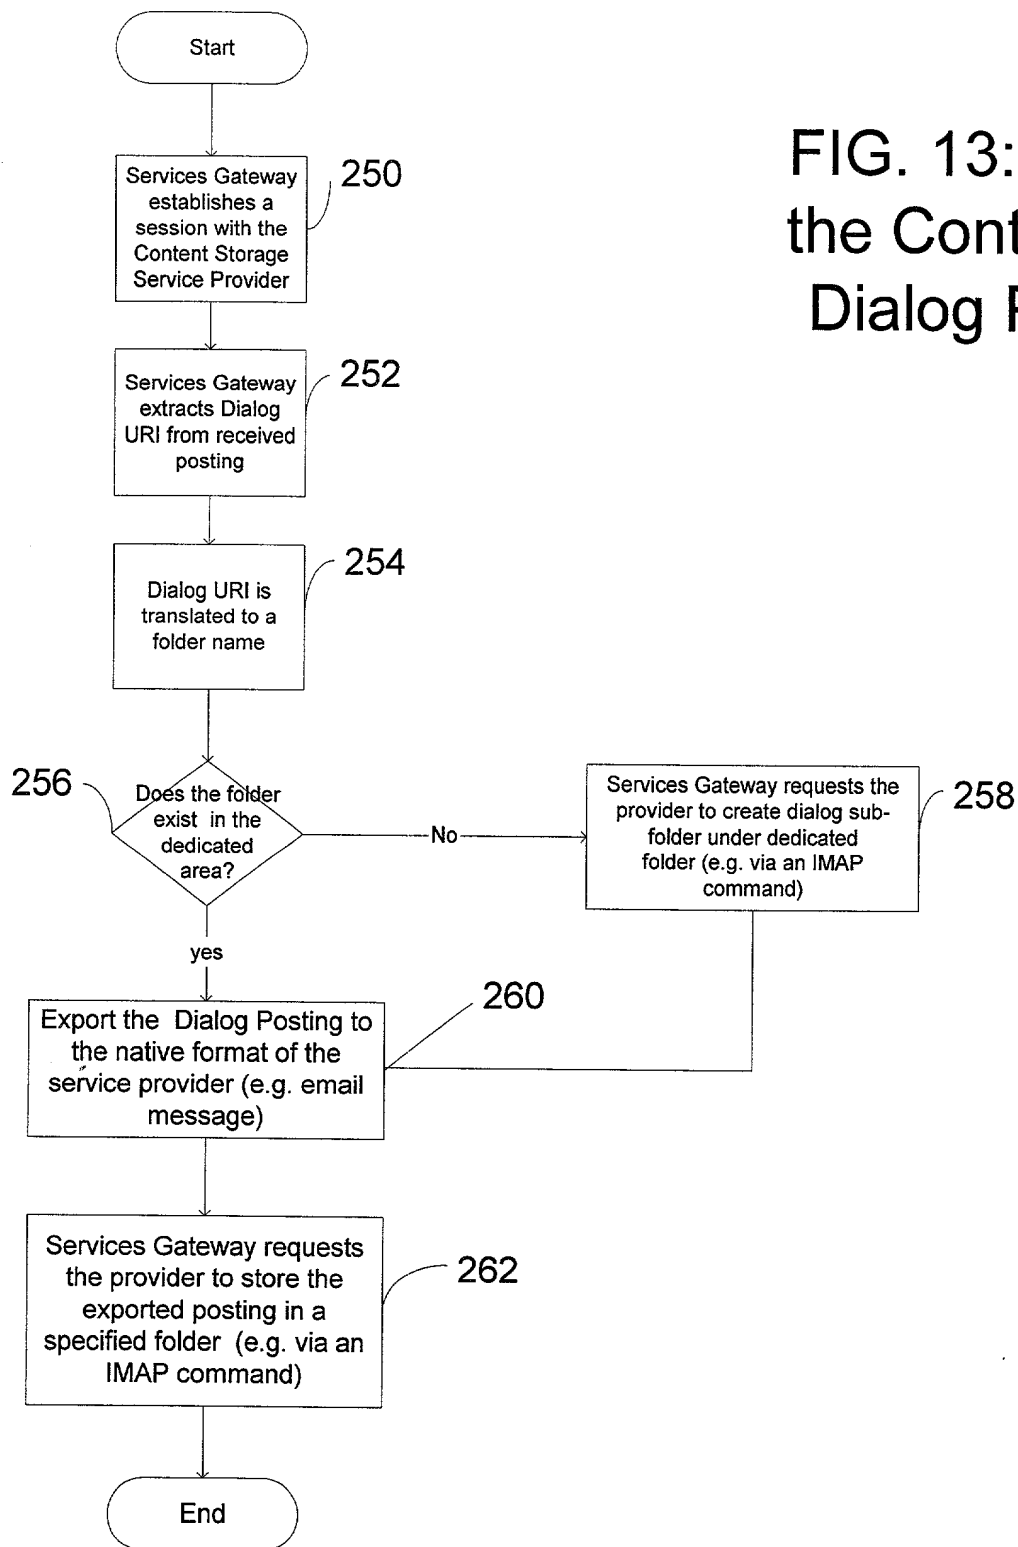 Start
FIG. 13:
the Cont
Dialog
Services Gateway
establishes a
session with the
Content Storage
Service Provider
250
Services Gateway
extracts Dialog
URI from received
posting
252
Dialog URI is
translated to a
folder name
254
256
Does the folder
exist in the
dedicated
area?
No
Services Gateway requests the
provider to create dialog sub-
folder under dedicated
folder (e.g. via an IMAP
command)
258
yes
Export the Dialog Posting to
the native format of the
service provider (e.g. email
message)
260
Services Gateway requests
the provider to store the
exported posting in a
specified folder (e.g. via an
IMAP command)
262
End